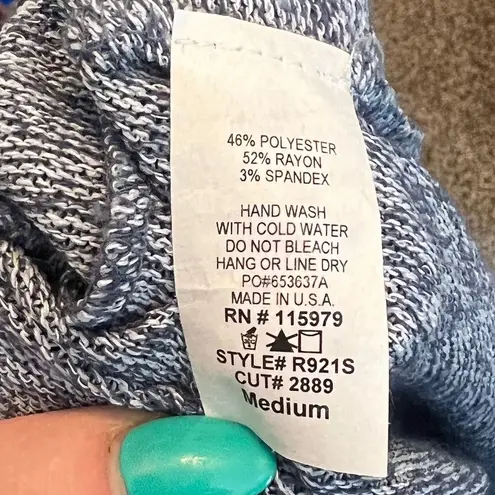 46% POLYESTER
52% RAYON
3% SPANDEX
HAND WASH
WITH COLD WATER
DO NOT BLEACH
HANG OR LINE DRY
PO#653637A
MADE IN U.S.A.
RN # 115979
STYLE# R921S
CUT# 2889
Medium